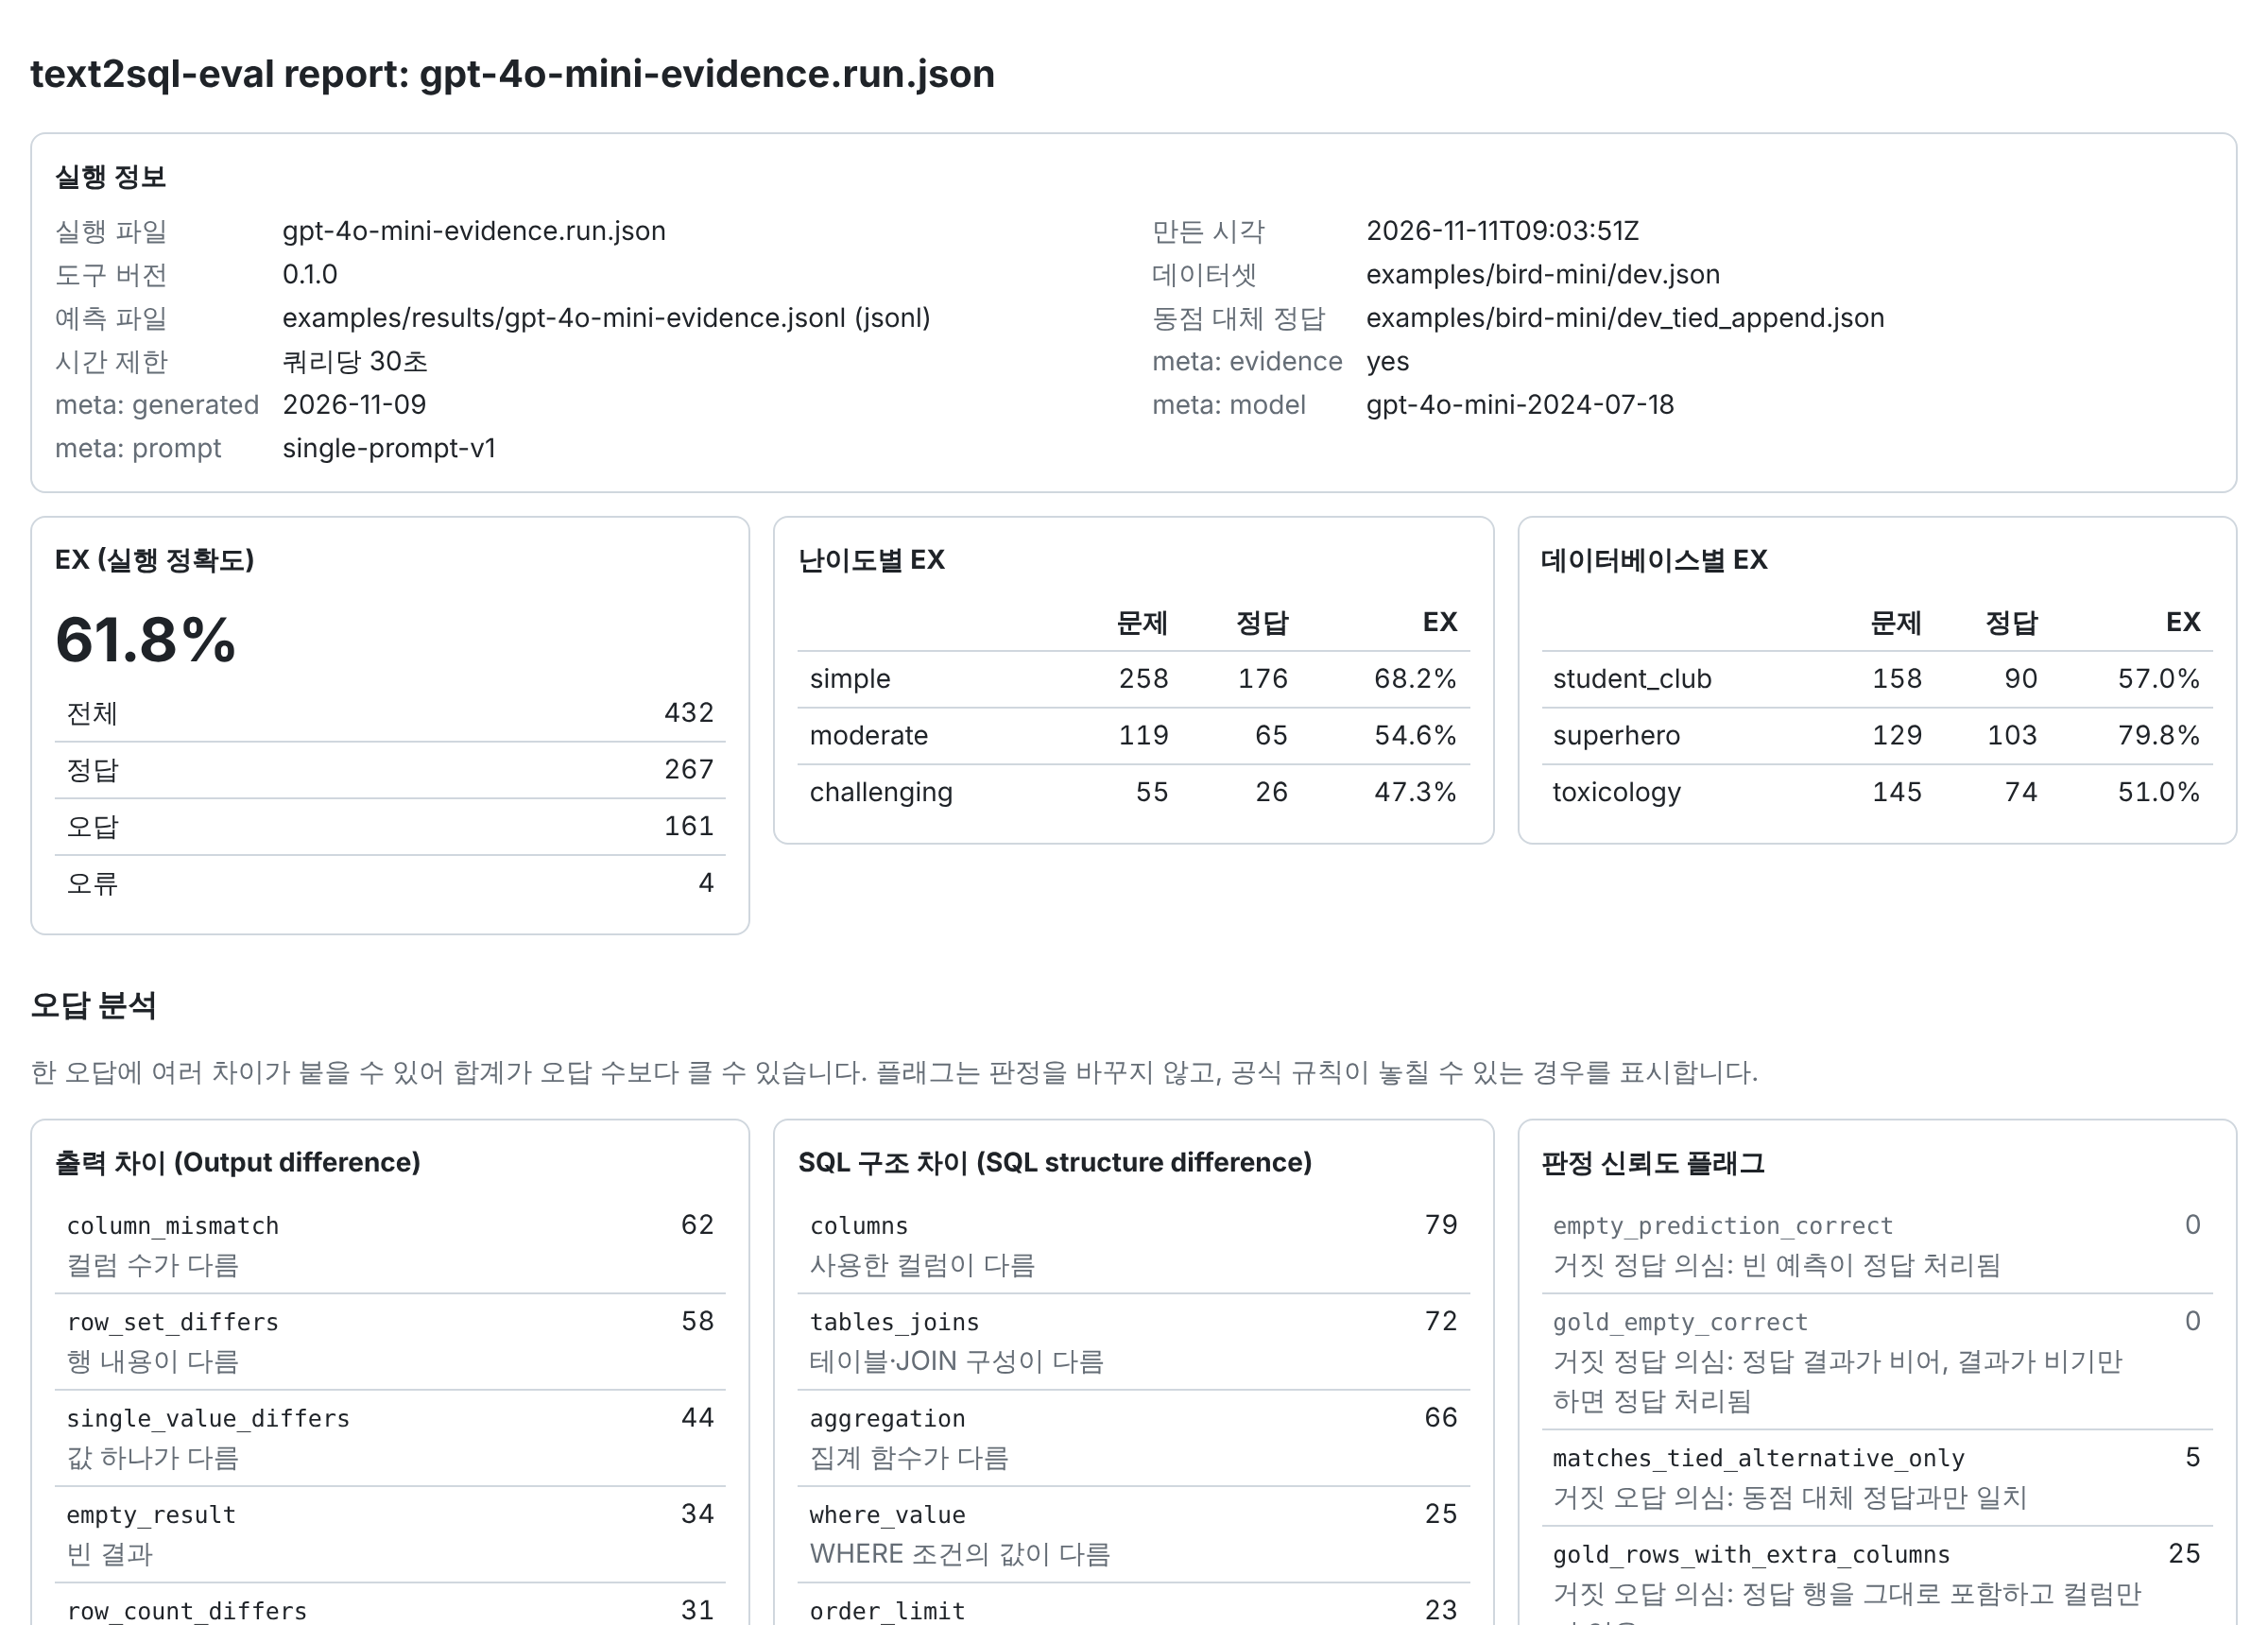 text2sql-eval report: gpt-4o-mini-evidence.run.json
실행 정보
실행 파일 gpt-4o-mini-evidence.run.json
도구 버전 0.1.0
예측 파일 examples/results/gpt-4o-mini-evidence.jsonl (jsonl)
시간 제한 쿼리당 30초
meta: generated 2026-11-09
meta: prompt single-prompt-v1
만든 시각 2026-11-11T09:03:51Z
데이터셋 examples/bird-mini/dev.json
동점 대체 정답 examples/bird-mini/dev_tied_append.json
meta: evidence yes
meta: model gpt-4o-mini-2024-07-18
EX (실행 정확도)
61.8%
전체 432
정답 267
오답 161
오류 4
난이도별 EX
문제 정답 EX
simple 258 176 68.2%
moderate 119 65 54.6%
challenging 55 26 47.3%
데이터베이스별 EX
문제 정답 EX
student_club 158 90 57.0%
superhero 129 103 79.8%
toxicology 145 74 51.0%
오답 분석
한 오답에 여러 차이가 붙을 수 있어 합계가 오답 수보다 클 수 있습니다. 플래그는 판정을 바꾸지 않고, 공식 규칙이 놓칠 수 있는 경우를 표시합니다.
출력 차이 (Output difference)
column_mismatch 62
컬럼 수가 다름
row_set_differs 58
행 내용이 다름
single_value_differs 44
값 하나가 다름
empty_result 34
빈 결과
row_count_differs 31
SQL 구조 차이 (SQL structure difference)
columns 79
사용한 컬럼이 다름
tables_joins 72
테이블·JOIN 구성이 다름
aggregation 66
집계 함수가 다름
where_value 25
WHERE 조건의 값이 다름
order_limit 23
판정 신뢰도 플래그
empty_prediction_correct 0
거짓 정답 의심: 빈 예측이 정답 처리됨
gold_empty_correct 0
거짓 정답 의심: 정답 결과가 비어, 결과가 비기만
하면 정답 처리됨
matches_tied_alternative_only 5
거짓 오답 의심: 동점 대체 정답과만 일치
gold_rows_with_extra_columns 25
거짓 오답 의심: 정답 행을 그대로 포함하고 컬럼만